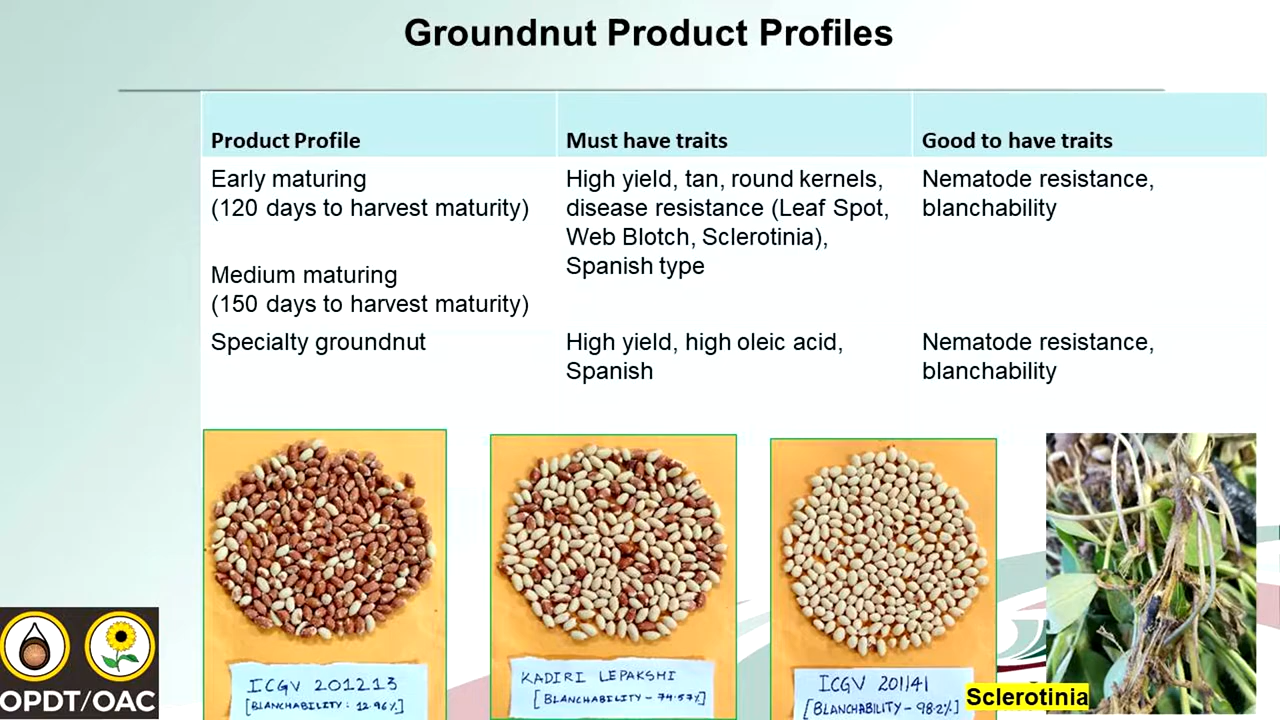 Groundnut Product Profiles
Product Profile
Must have traits
Good to have traits
Early maturing
(120 days to harvest maturity)
High yield, tan, round kernels,
disease resistance (Leaf Spot,
Web Blotch, Sclerotinia),
Spanish type
Nematode resistance,
blanchability
Medium maturing
(150 days to harvest maturity)
Specialty groundnut
High yield, high oleic acid,
Spanish
Nematode resistance,
blanchability
ICGV 201213
[BLANCHABILITY: 12.96%]
KADIRI LEPAKSHI
[BLANCHABILITY - 74.57%]
ICGV 201141
[BLANCHABILITY - 98.2%]
Sclerotinia
OPDT/OAC